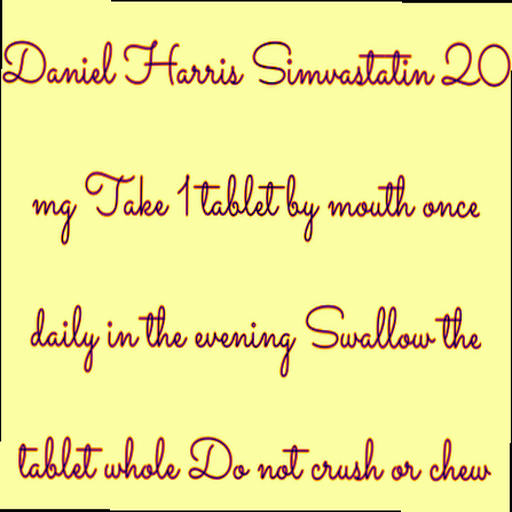 Daniel Harris Simvastatin 20
mg Take 1 tablet by mouth once
daily in the evening Swallow the
tablet whole Do not crush or chew